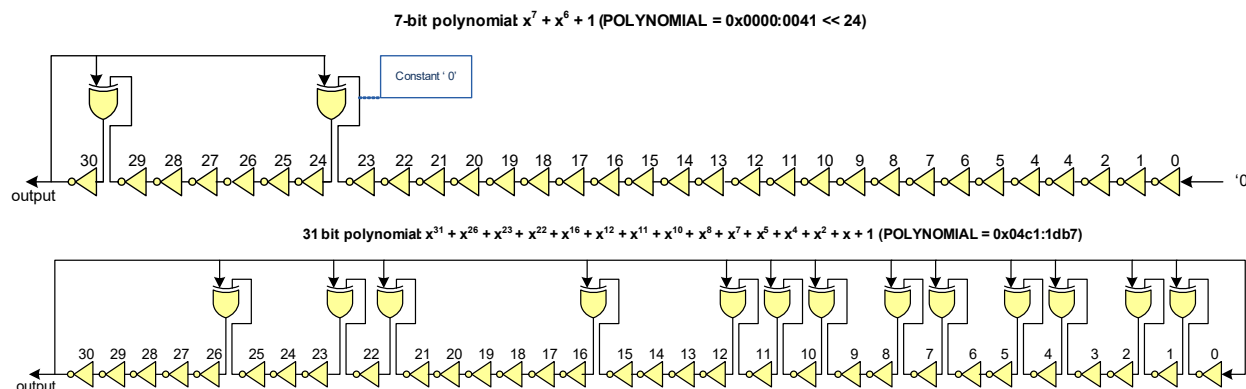 7-bit polynomial: x⁷ + x⁶ + 1 (POLYNOMIAL = 0x0000:0041 << 24)
Constant ‘ 0’
30 29 28 27 26 25 24 23 22 21 20 19 18 17 16 15 14 13 12 11 10 9 8 7 6 5 4 4 2 1 0
output
‘0
31 bit polynomial: x³¹ + x²⁶ + x²³ + x²² + x¹⁶ + x¹² + x¹¹ + x¹⁰ + x⁸ + x⁷ + x⁵ + x⁴ + x² + x + 1 (POLYNOMIAL = 0x04c1:1db7)
30 29 28 27 26 25 24 23 22 21 20 19 18 17 16 15 14 13 12 11 10 9 8 7 6 5 4 3 2 1 0
output